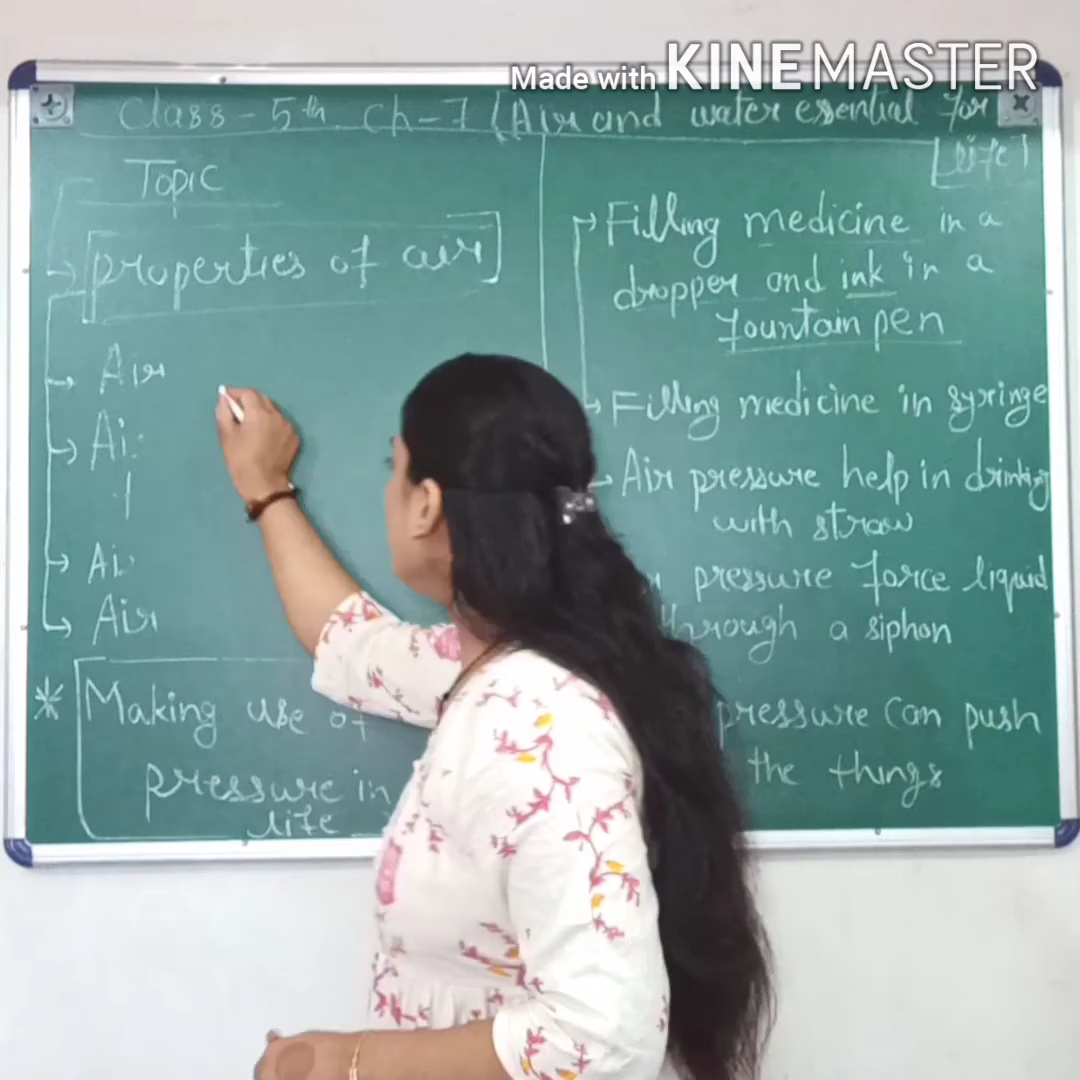 Made with KINEMASTER
Class - 5th Ch - 7 (Air and water essential for
life)
Topic
properties of air
Air
Ai
Ai
Air
Making use of
pressure in
life
Filling medicine in a
dropper and ink in a
fountain pen
Filling medicine in syringe
Air pressure help in drinking
with straw
pressure force liquid
through a siphon
pressure can push
the things